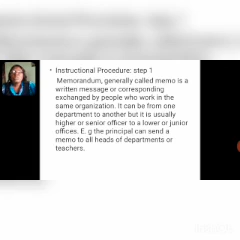 • Instructional Procedure: step 1
Memorandum, generally called memo is a
written message or corresponding
exchanged by people who work in the
same organization. It can be from one
department to another but it is usually
higher or senior officer to a lower or junior
offices. E. g the principal can send a
memo to all heads of departments or
teachers.